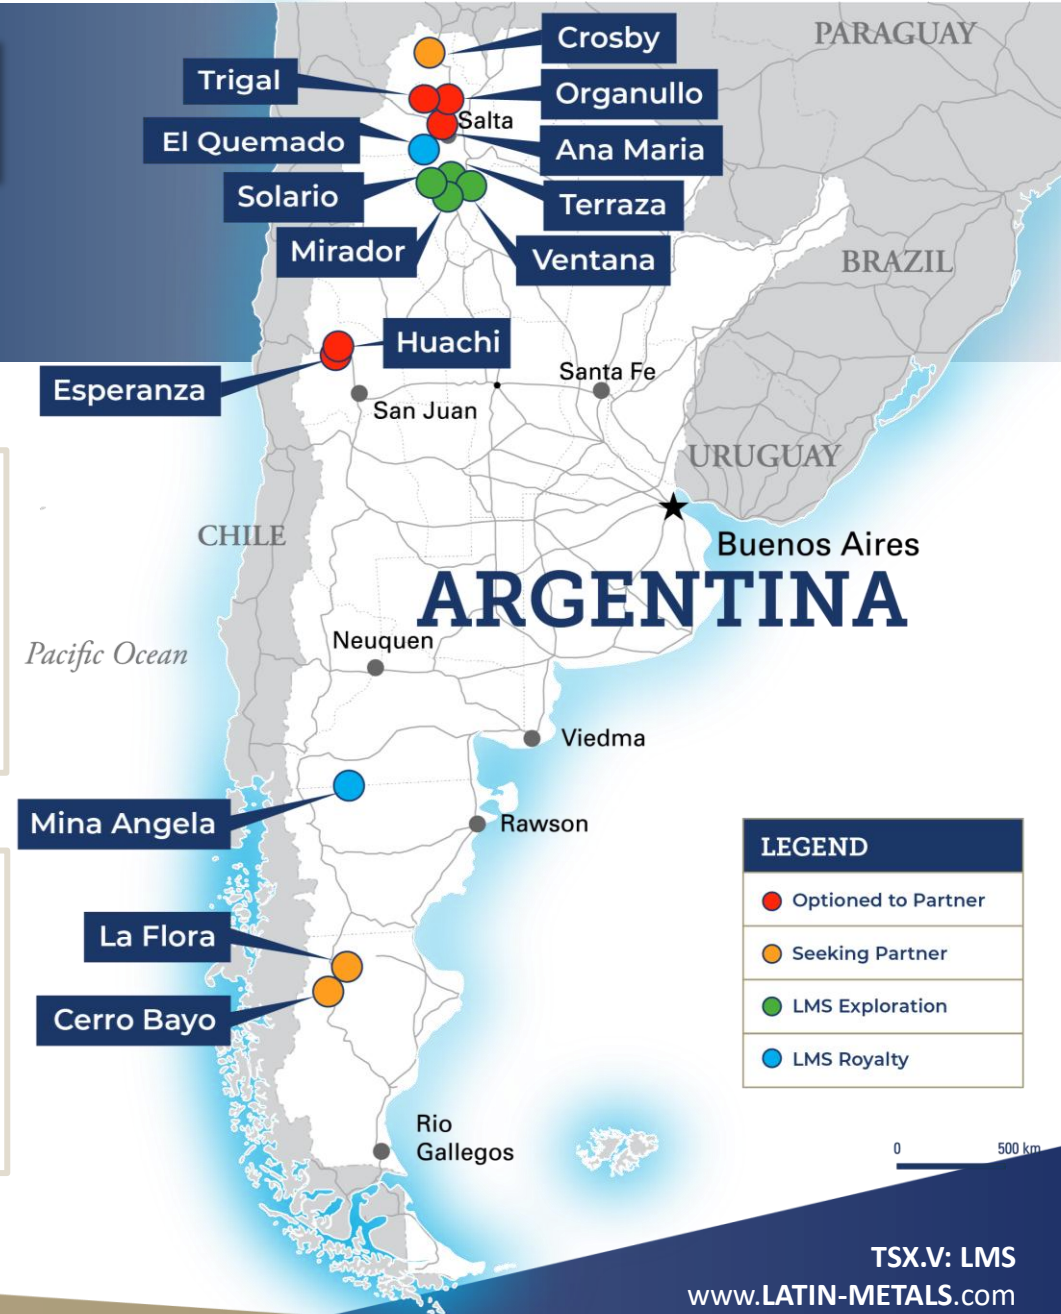 PARAGUAY
Crosby
Trigal
Organullo
Salta
El Quemado
Ana Maria
Solario
Terraza
Mirador
Ventana
BRAZIL
Huachi
Esperanza
Santa Fe
San Juan
URUGUAY
CHILE
Buenos Aires
ARGENTINA
Neuquen
Pacific Ocean
Viedma
Mina Angela
Rawson
La Flora
Cerro Bayo
Rio
Gallegos
LEGEND
Optioned to Partner
Seeking Partner
LMS Exploration
LMS Royalty
0 500 km
TSX.V: LMS
www.LATIN-METALS.com